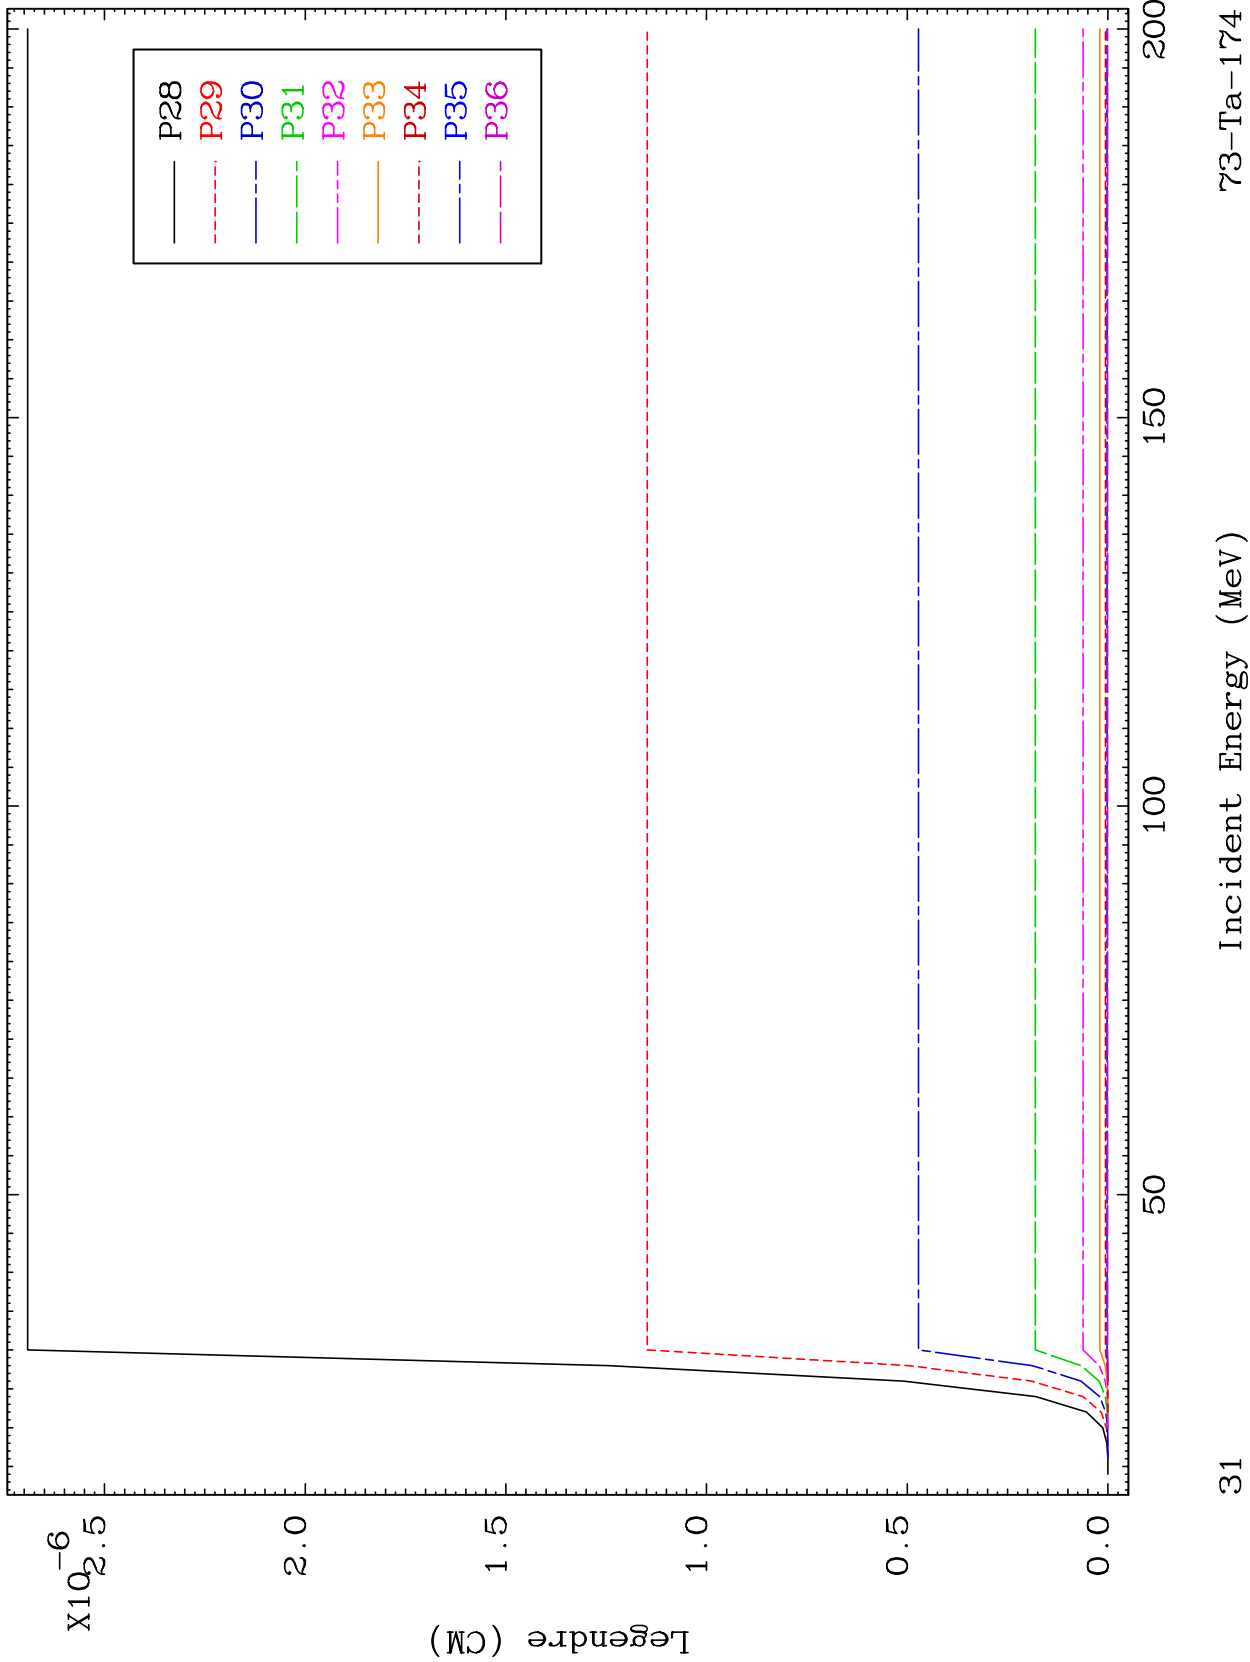 X10-6
2.5
2.0
1.5
1.0
0.5
0.0
Legendre (CM)
P28
P29
P30
P31
P32
P33
P34
P35
P36
50
100
150
200
31
Incident Energy (MeV)
73-Ta-174